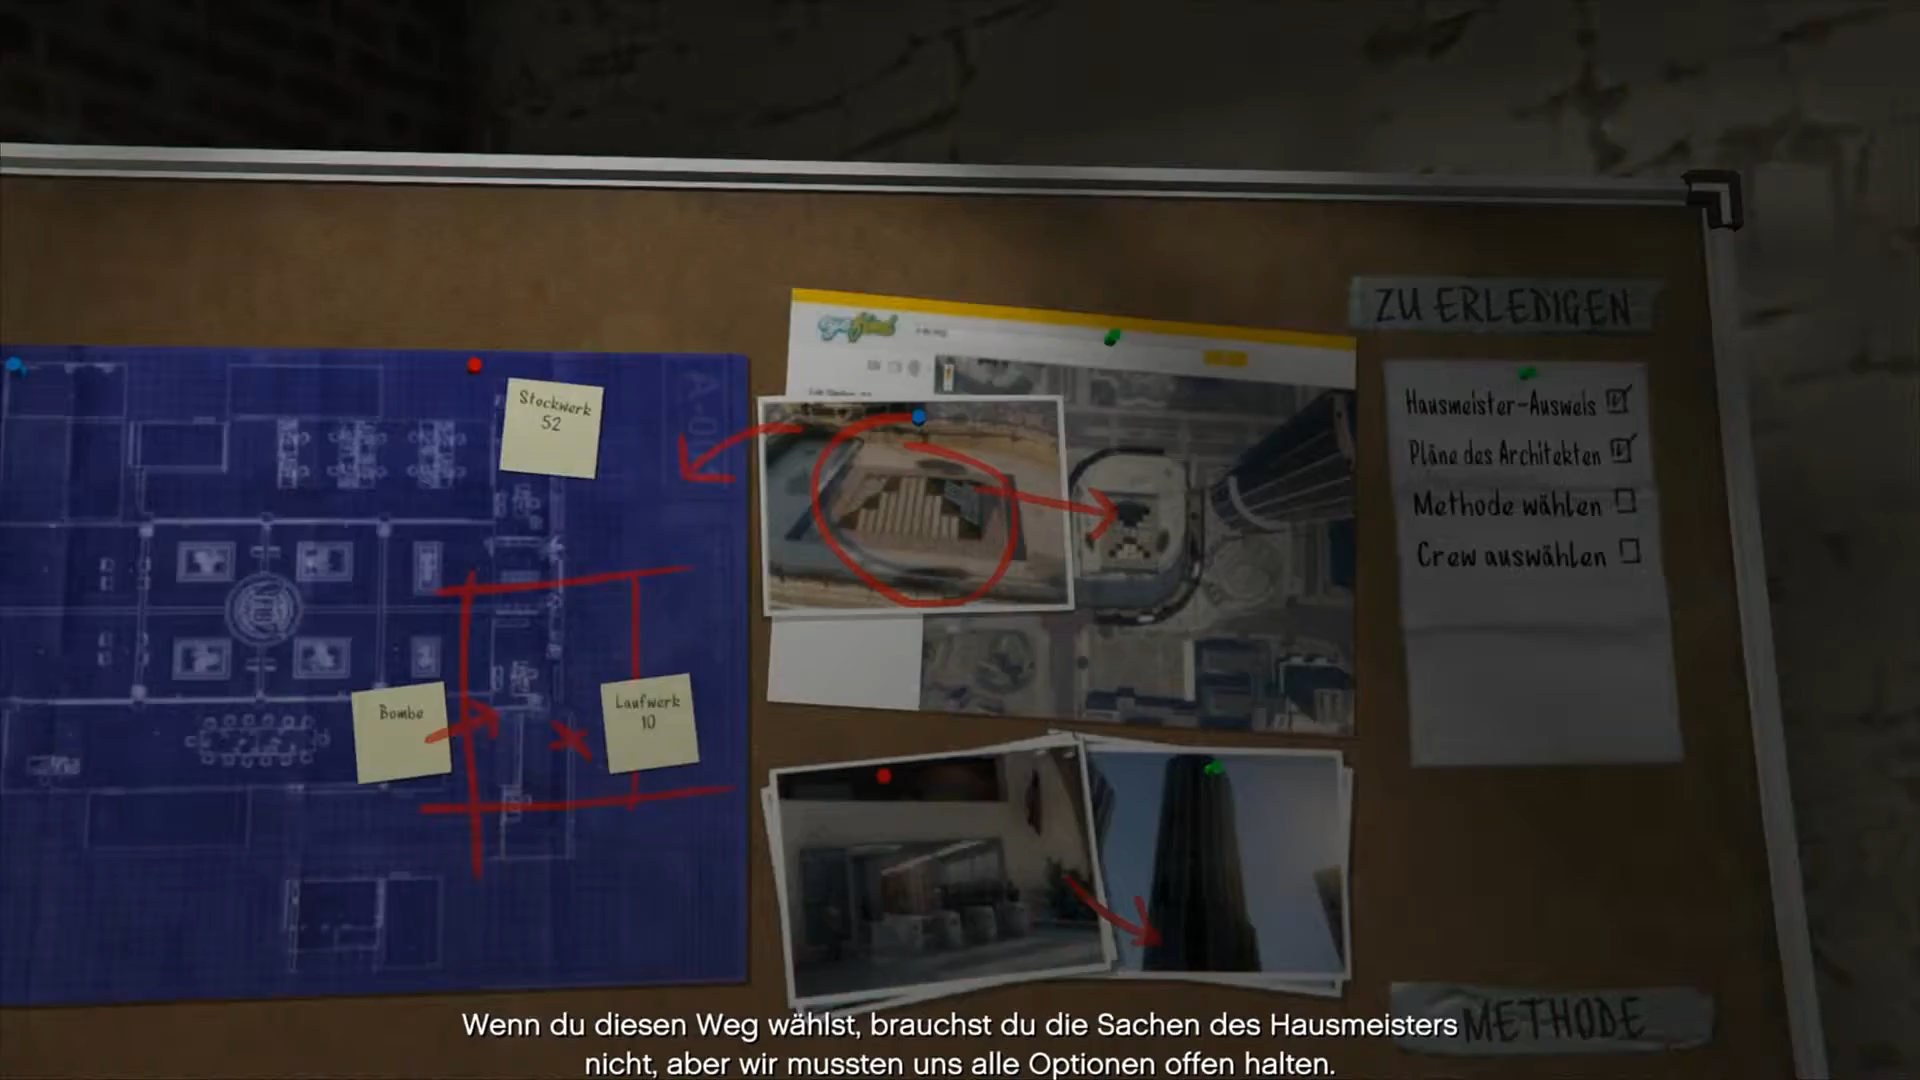 ZU ERLEDIGEN
Hausmeister-Ausweis
Pläne des Architekten
Methode wählen
Crew auswählen
Stockwerk
52
Bombe
Laufwerk
10
METHODE
Wenn du diesen Weg wählst, brauchst du die Sachen des Hausmeisters
nicht, aber wir mussten uns alle Optionen offen halten.